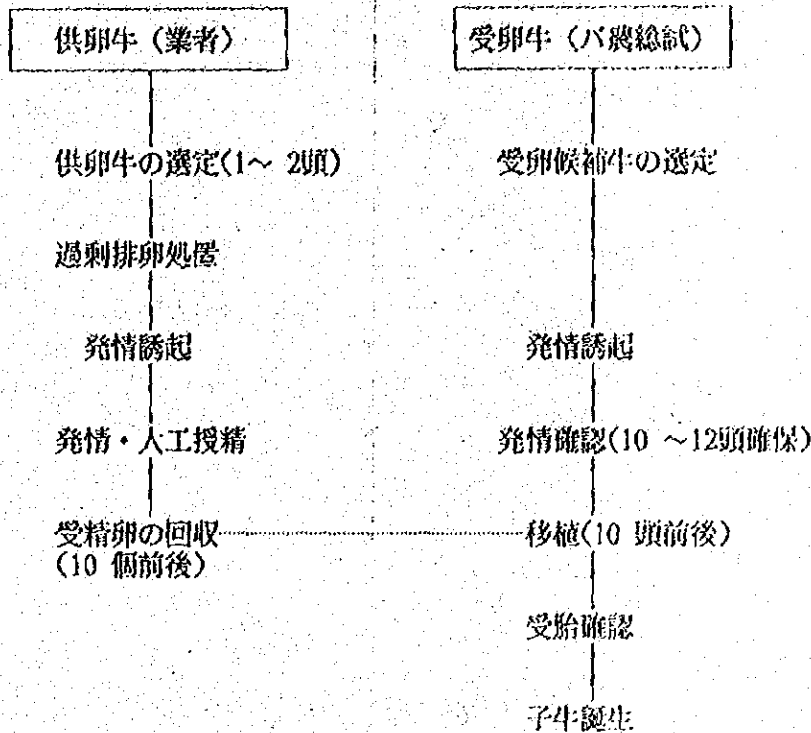 供卵牛（業者）
供卵牛の選定(1～ 2頭)
過剰排卵処置
発情誘起
発情・人工授精
受精卵の回収
(10 個前後)
受卵牛（パ農総試）
受卵候補牛の選定
発情誘起
発情確認(10 ～12頭確保)
移植(10 頭前後)
受胎確認
子牛誕生